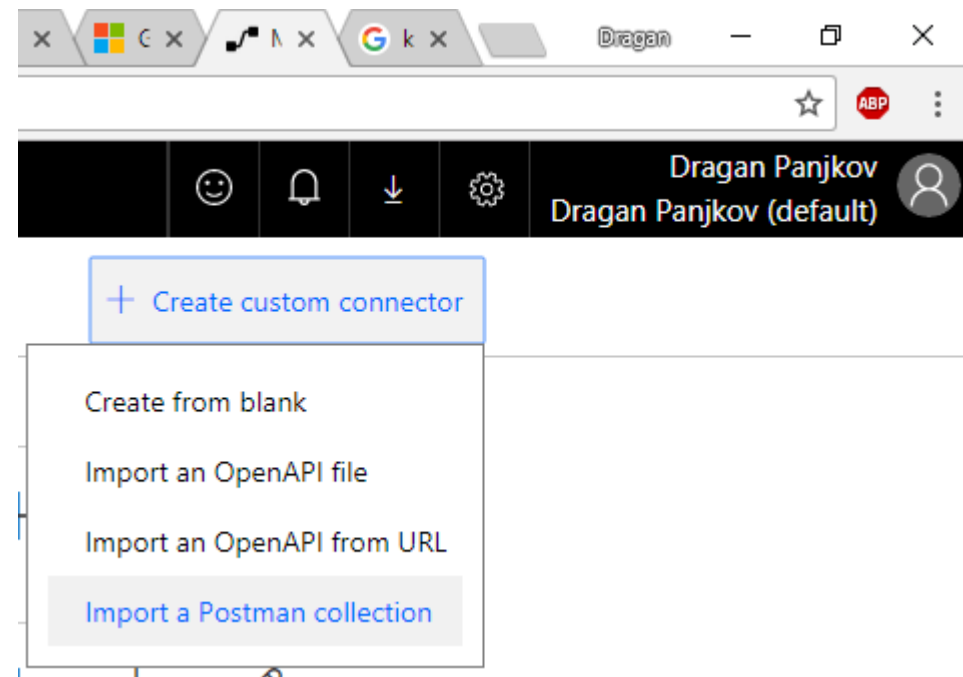 k
Dragan
ABP
Dragan Panjkov
Dragan Panjkov (default)
Create custom connector
Create from blank
Import an OpenAPI file
Import an OpenAPI from URL
Import a Postman collection